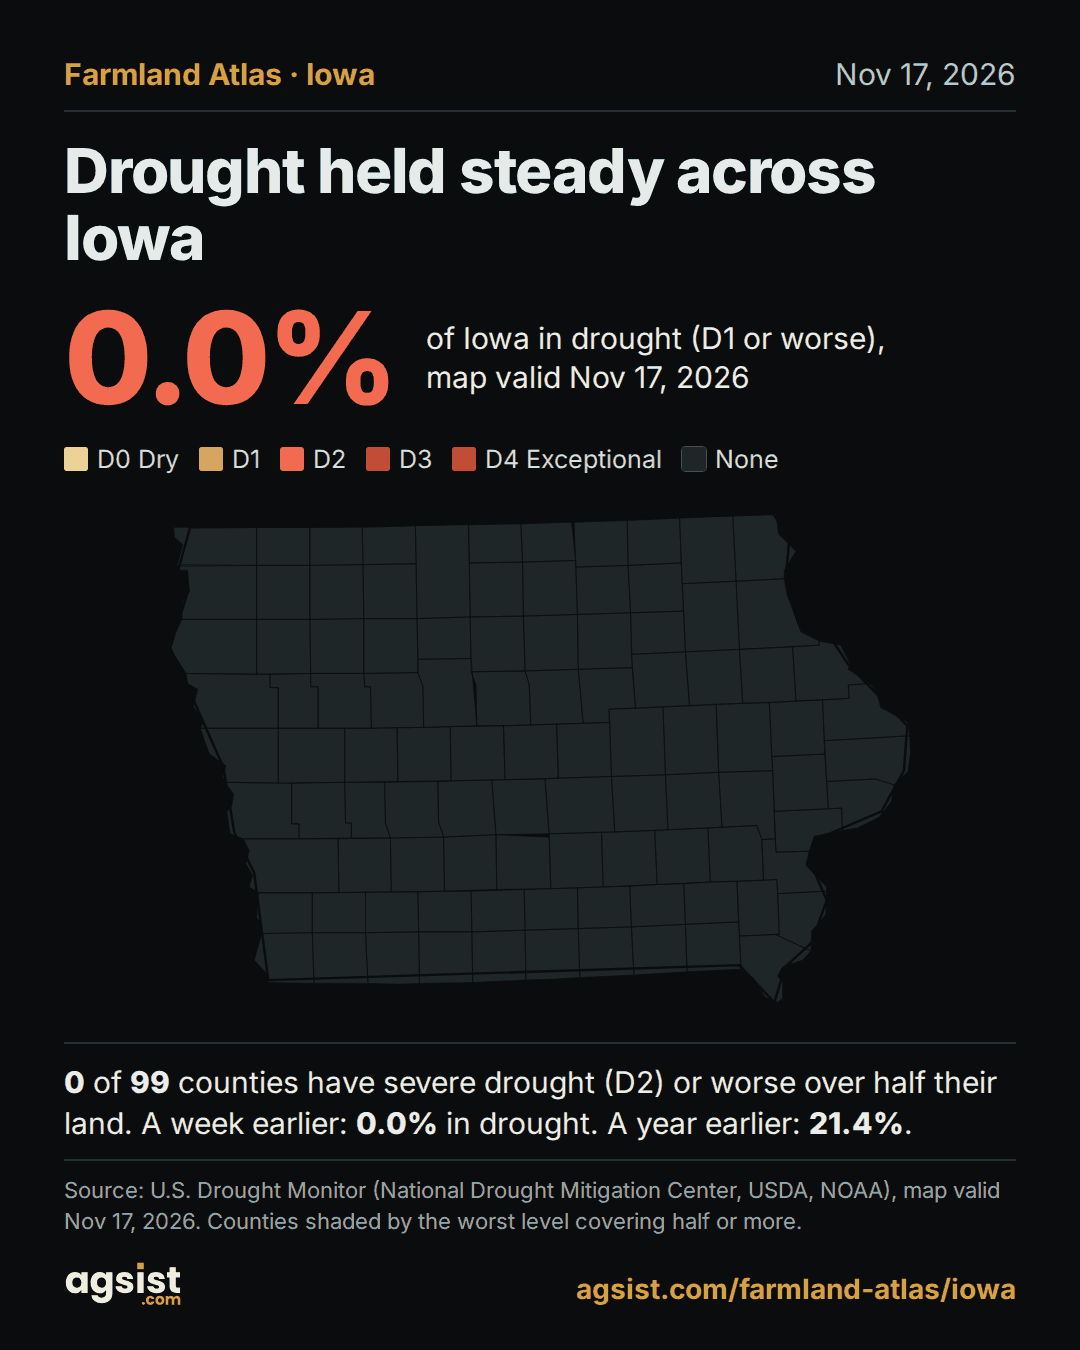 Farmland Atlas · Iowa
Nov 17, 2026
Drought held steady across
Iowa
0.0%
of Iowa in drought (D1 or worse),
map valid Nov 17, 2026
D0 Dry D1 D2 D3 D4 Exceptional None
0 of 99 counties have severe drought (D2) or worse over half their
land. A week earlier: 0.0% in drought. A year earlier: 21.4%.
Source: U.S. Drought Monitor (National Drought Mitigation Center, USDA, NOAA), map valid
Nov 17, 2026. Counties shaded by the worst level covering half or more.
agsist
.com
agsist.com/farmland-atlas/iowa